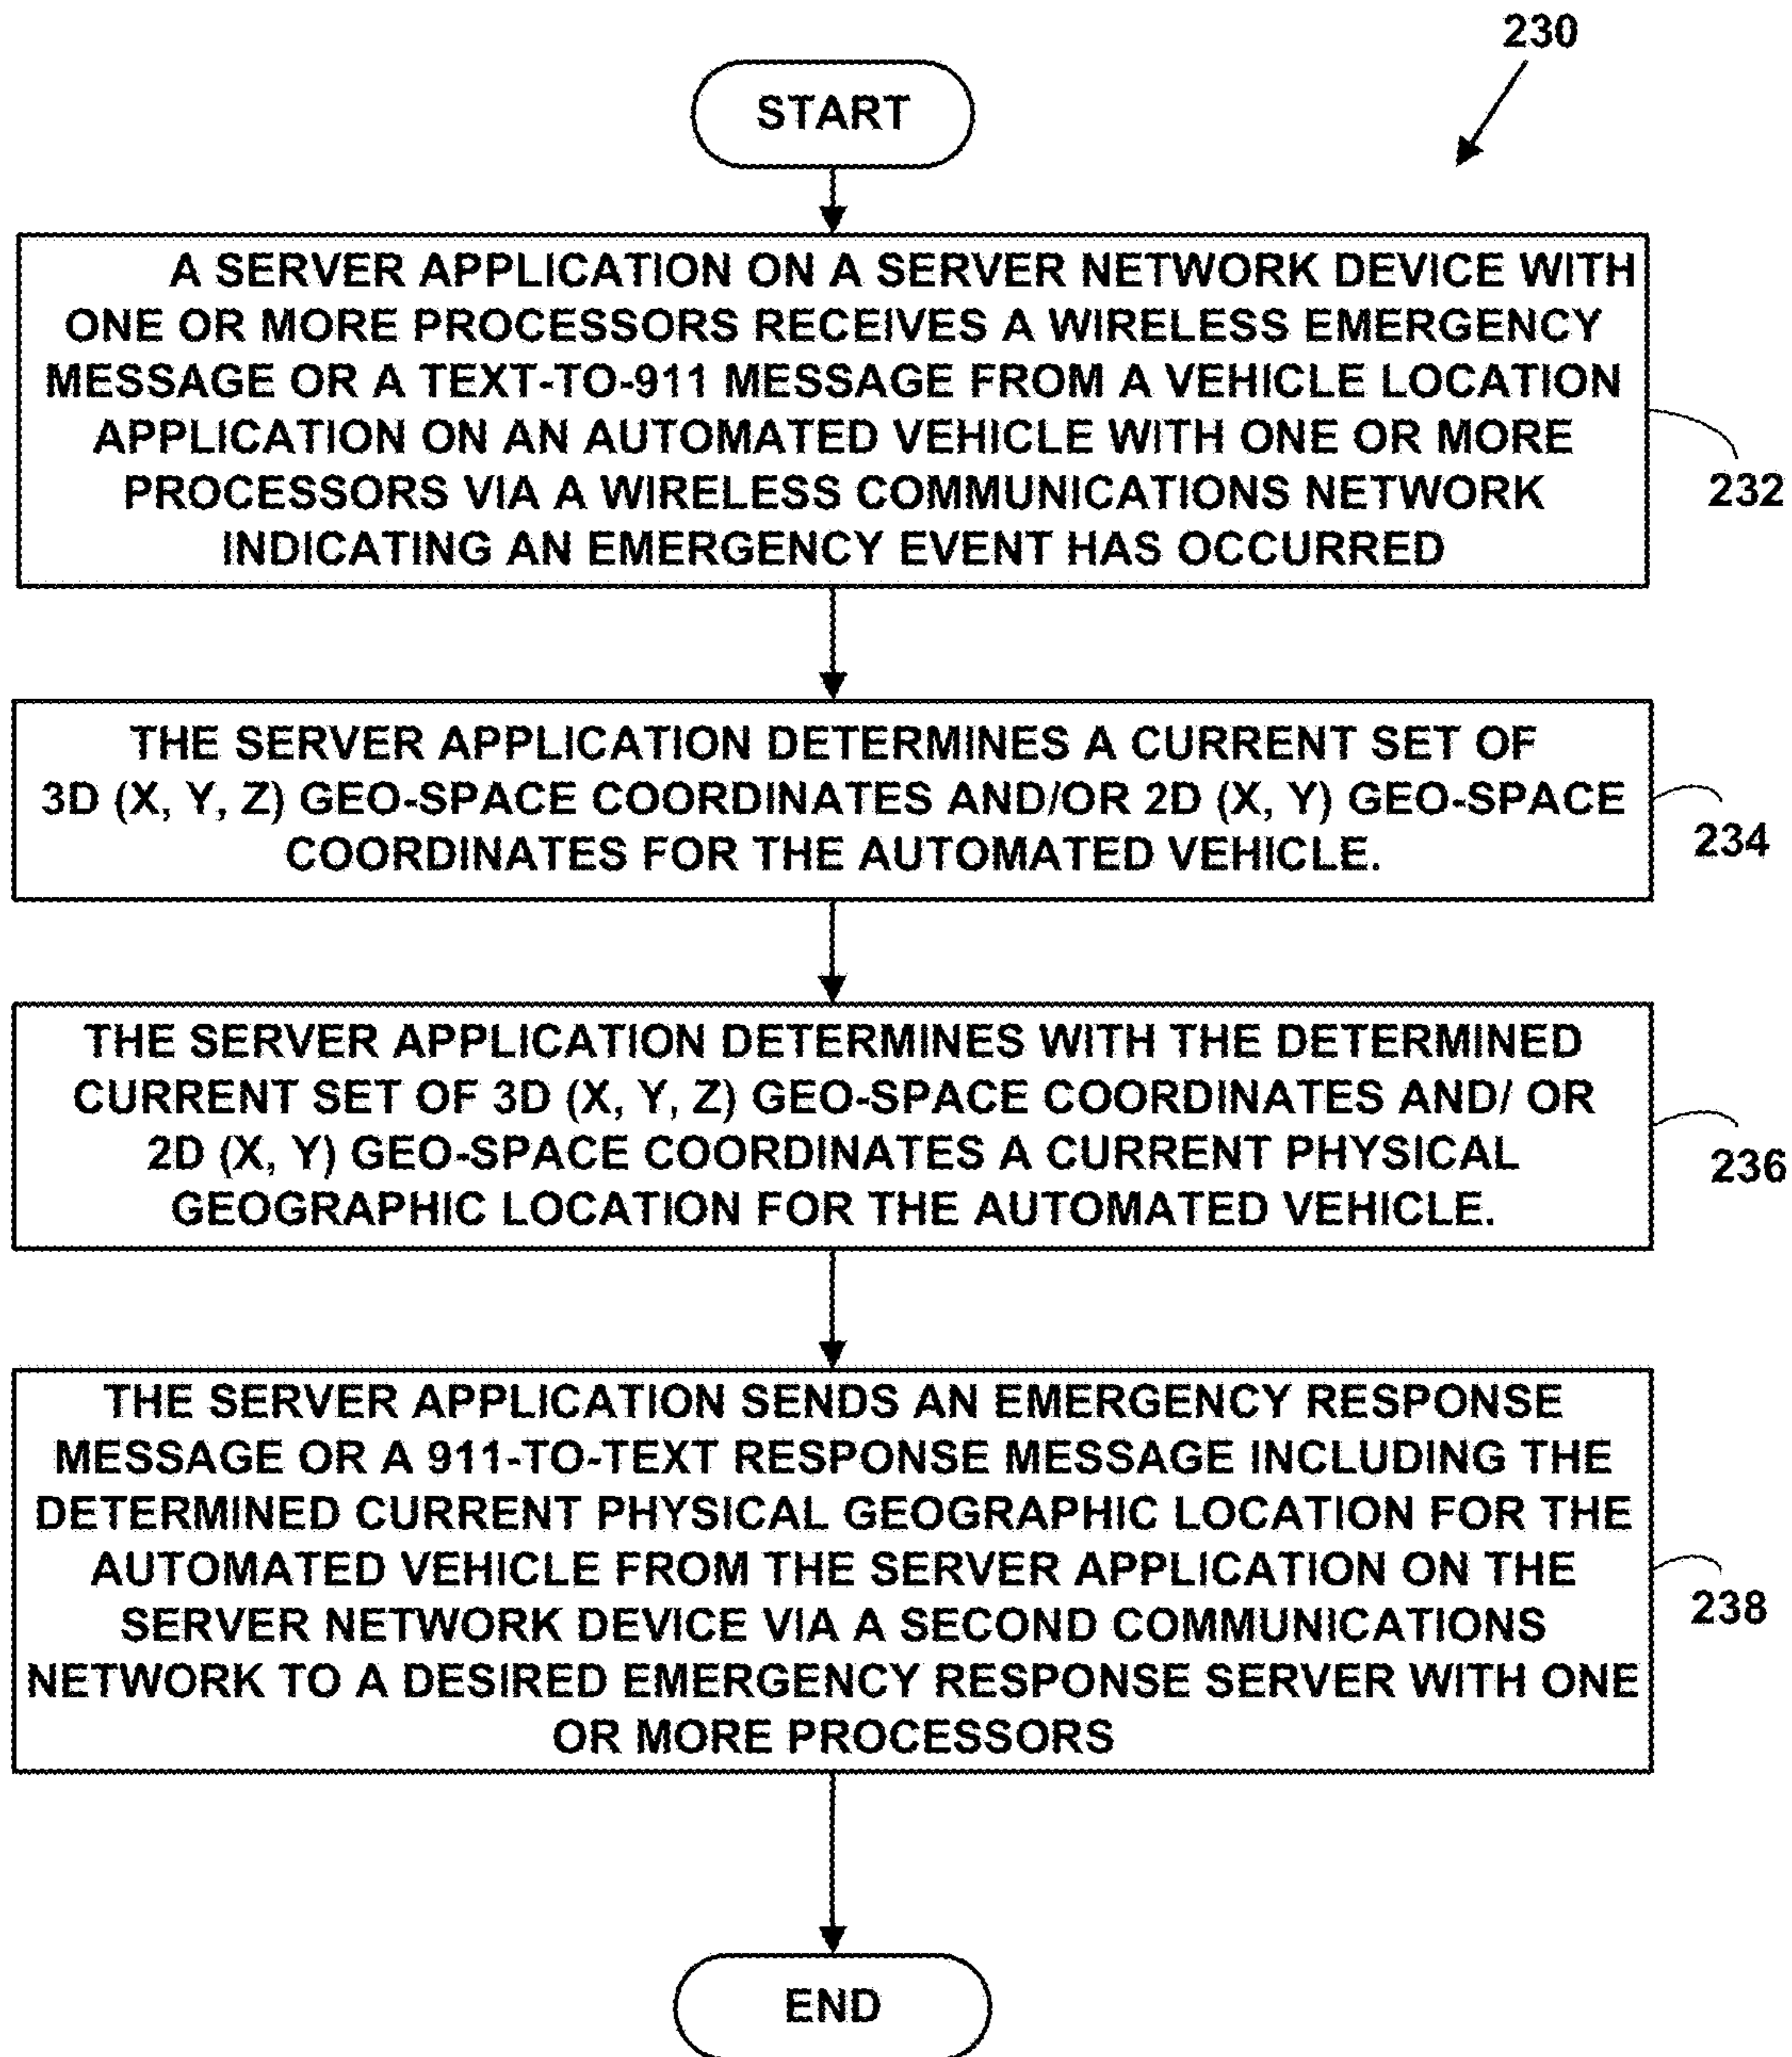 230
START
A SERVER APPLICATION ON A SERVER NETWORK DEVICE WITH
ONE OR MORE PROCESSORS RECEIVES A WIRELESS EMERGENCY
MESSAGE OR A TEXT-TO-911 MESSAGE FROM A VEHICLE LOCATION
APPLICATION ON AN AUTOMATED VEHICLE WITH ONE OR MORE
PROCESSORS VIA A WIRELESS COMMUNICATIONS NETWORK
INDICATING AN EMERGENCY EVENT HAS OCCURRED
232
THE SERVER APPLICATION DETERMINES A CURRENT SET OF
3D (X, Y, Z) GEO-SPACE COORDINATES AND/OR 2D (X, Y) GEO-SPACE
COORDINATES FOR THE AUTOMATED VEHICLE.
234
THE SERVER APPLICATION DETERMINES WITH THE DETERMINED
CURRENT SET OF 3D (X, Y, Z) GEO-SPACE COORDINATES AND/ OR
2D (X, Y) GEO-SPACE COORDINATES A CURRENT PHYSICAL
GEOGRAPHIC LOCATION FOR THE AUTOMATED VEHICLE.
236
THE SERVER APPLICATION SENDS AN EMERGENCY RESPONSE
MESSAGE OR A 911-TO-TEXT RESPONSE MESSAGE INCLUDING THE
DETERMINED CURRENT PHYSICAL GEOGRAPHIC LOCATION FOR THE
AUTOMATED VEHICLE FROM THE SERVER APPLICATION ON THE
SERVER NETWORK DEVICE VIA A SECOND COMMUNICATIONS
NETWORK TO A DESIRED EMERGENCY RESPONSE SERVER WITH ONE
OR MORE PROCESSORS
238
END